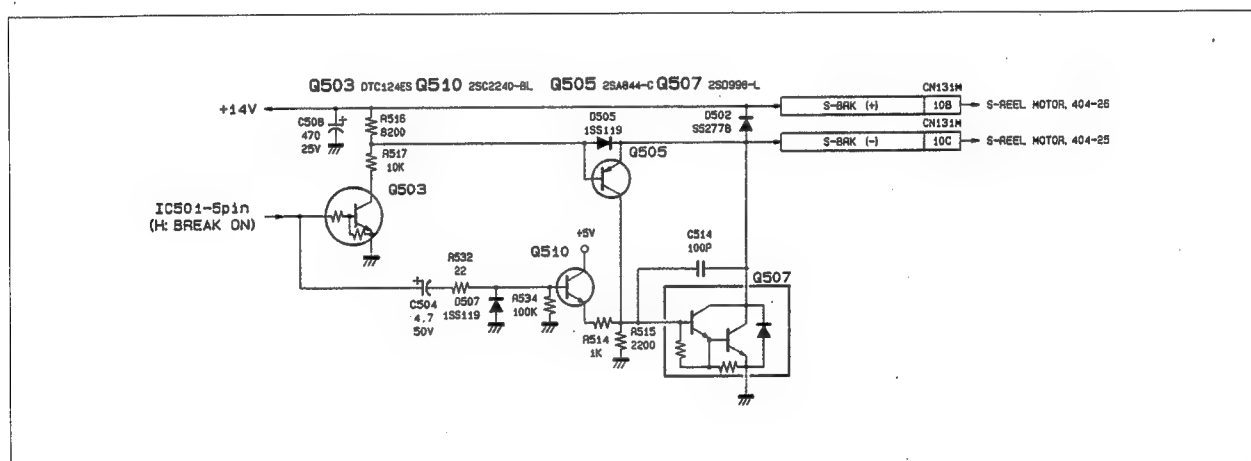 Q503 DTC124ES Q510 2SC2240-BL Q505 2SA844-C Q507 2SD998-L
+14V
C508
470
25V
R516
8200
R517
10K
D505
1SS119
Q505
D502
SS277B
CN131M
S-BRK (+) 10B S-REEL MOTOR, 404-26
CN131M
S-BRK (-) 10C S-REEL MOTOR, 404-25
Q503
IC501-5pin
(H: BREAK ON)
+5V
Q510
C514
100P
Q507
R532
22
C504
4.7
50V
D507
1SS119
R534
100K
R514
1K
R515
2200